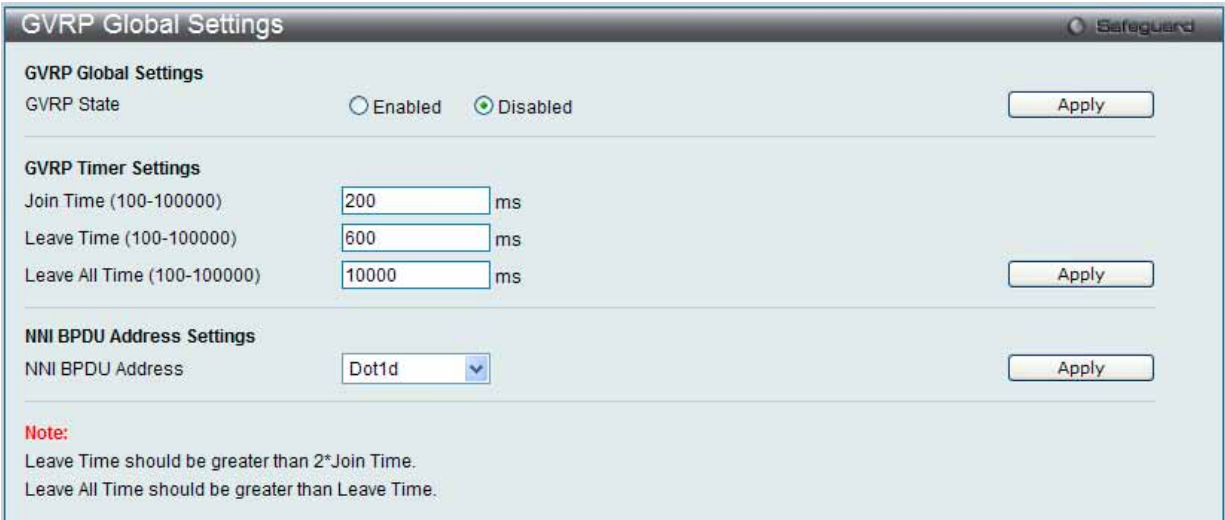 GVRP Global Settings Safeguard
GVRP Global Settings
GVRP State Enabled Disabled Apply
GVRP Timer Settings
Join Time (100-100000) 200 ms
Leave Time (100-100000) 600 ms
Leave All Time (100-100000) 10000 ms Apply
NNI BPDU Address Settings
NNI BPDU Address Dot1d Apply
Note:
Leave Time should be greater than 2*Join Time.
Leave All Time should be greater than Leave Time.